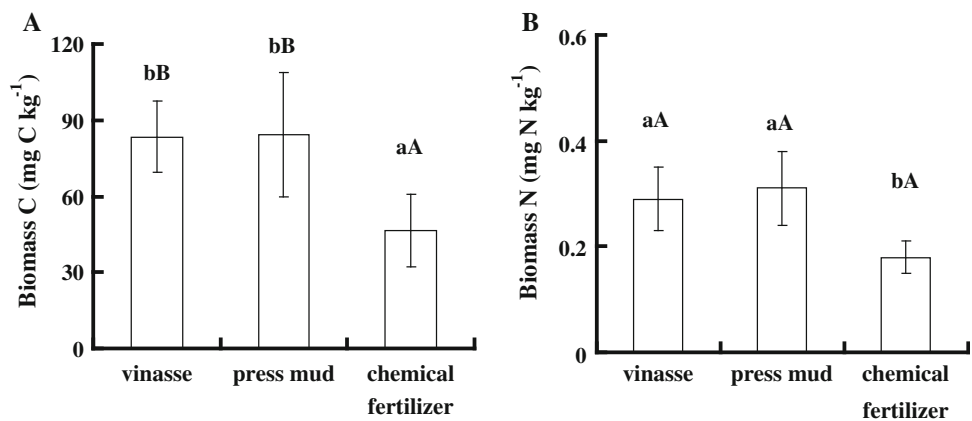 A
Biomass C (mg C kg-1)
120
90
60
30
0
bB
bB
aA
vinasse
press mud
chemical
fertilizer
B
Biomass N (mg N kg-1)
0.6
0.4
0.2
0
aA
aA
bA
vinasse
press mud
chemical
fertilizer